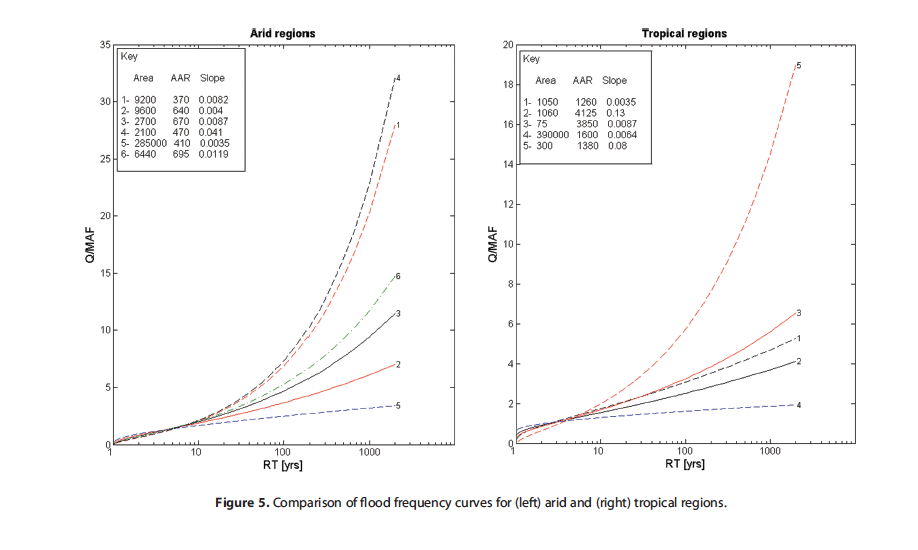 Arid regions
35
30
25
20
15
10
5
0
Q/MAF
Key
Area AAR Slope
1- 9200 370 0.0082
2- 9600 640 0.004
3- 2700 670 0.0087
4- 2100 470 0.041
5- 285000 410 0.0035
6- 6440 695 0.0119
4
1
6
3
2
5
1 10 100 1000
RT [yrs]
Tropical regions
20
18
16
14
12
10
8
6
4
2
0
Q/MAF
Key
Area AAR Slope
1- 1050 1260 0.0035
2- 1060 4125 0.13
3- 75 3850 0.0087
4- 390000 1600 0.0064
5- 300 1380 0.08
5
3
1
2
4
1 10 100 1000
RT [yrs]
Figure 5. Comparison of flood frequency curves for (left) arid and (right) tropical regions.